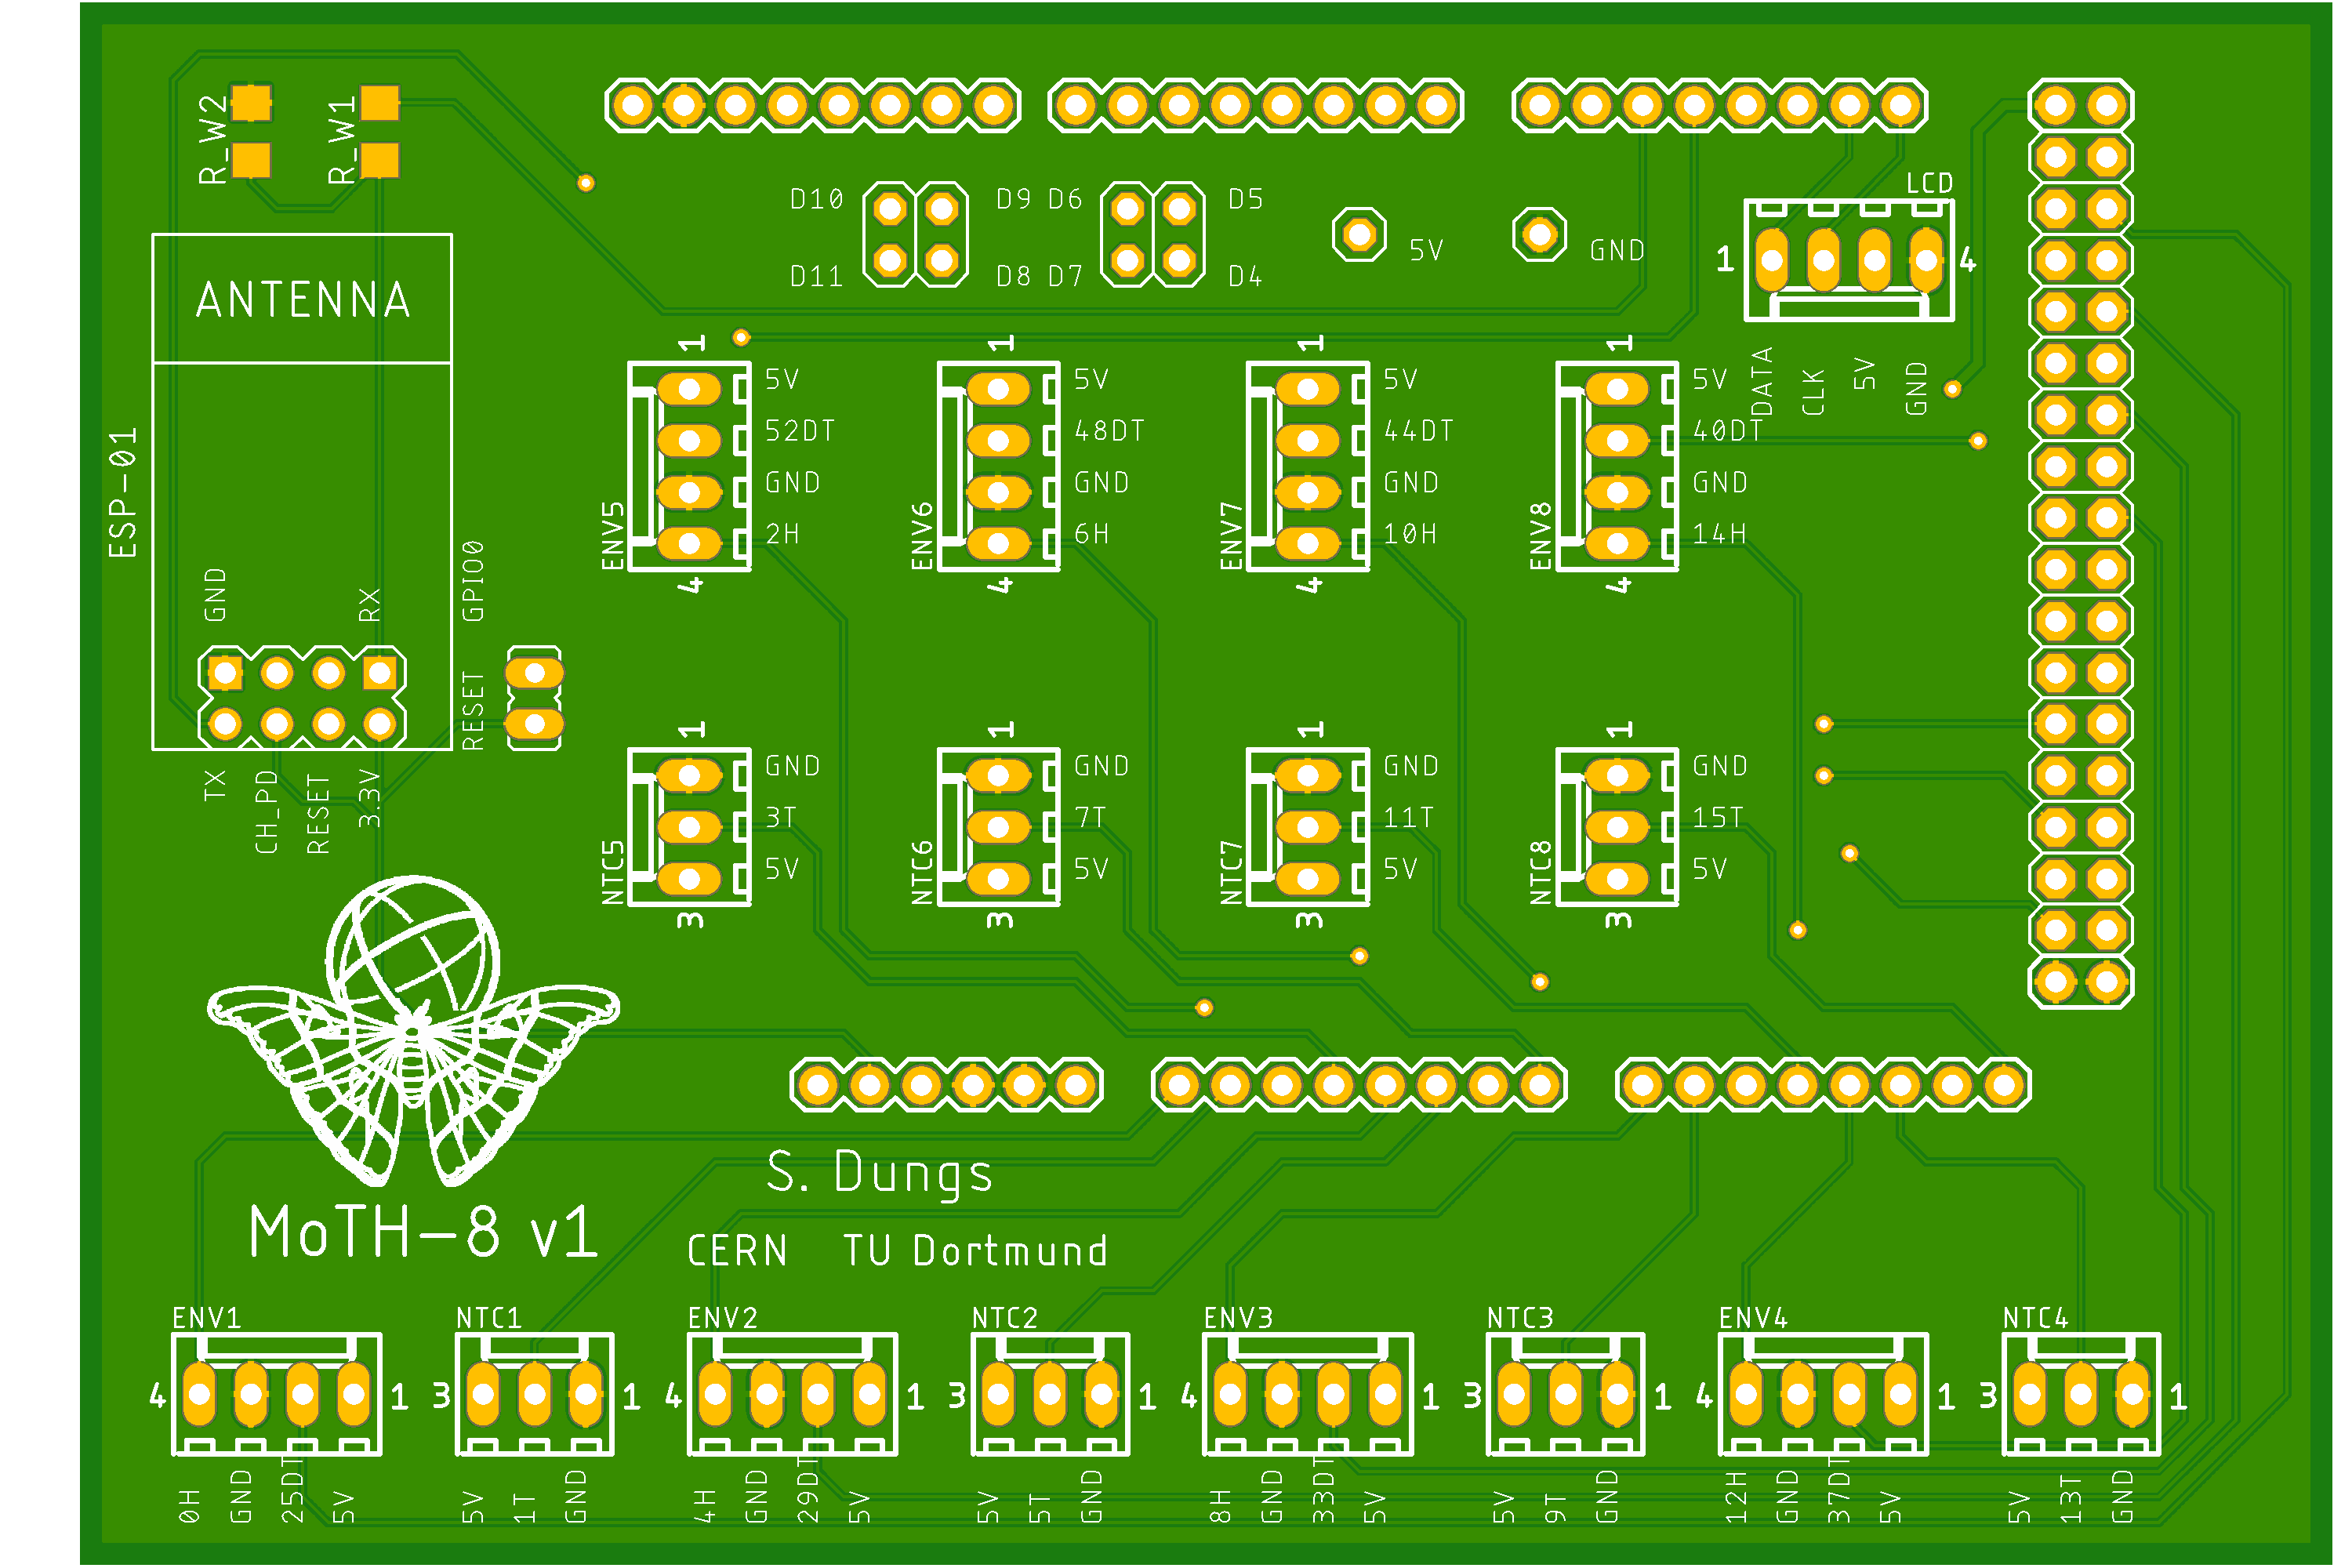 R_W2
R_W1
D10
D9
D6
D5
D11
D8
D7
D4
5V
GND
LCD
1
4
DATA
CLK
5V
GND
ANTENNA
ESP-01
GND
RX
GPIO0
RESET
TX
CH_PD
RESET
3.3V
1
5V
52DT
GND
2H
ENV5
4
1
5V
48DT
GND
6H
ENV6
4
1
5V
44DT
GND
10H
ENV7
4
1
5V
40DT
GND
14H
ENV8
4
1
GND
3T
5V
NTC5
3
1
GND
7T
5V
NTC6
3
1
GND
11T
5V
NTC7
3
1
GND
15T
5V
NTC8
3
MoTH-8 v1
S. Dungs
CERN TU Dortmund
ENV1
4
1
0H
GND
25DT
5V
NTC1
3
1
5V
1T
GND
ENV2
4
1
4H
GND
29DT
5V
NTC2
3
1
5V
5T
GND
ENV3
4
1
8H
GND
33DT
5V
NTC3
3
1
5V
9T
GND
ENV4
4
1
12H
GND
37DT
5V
NTC4
3
1
5V
13T
GND